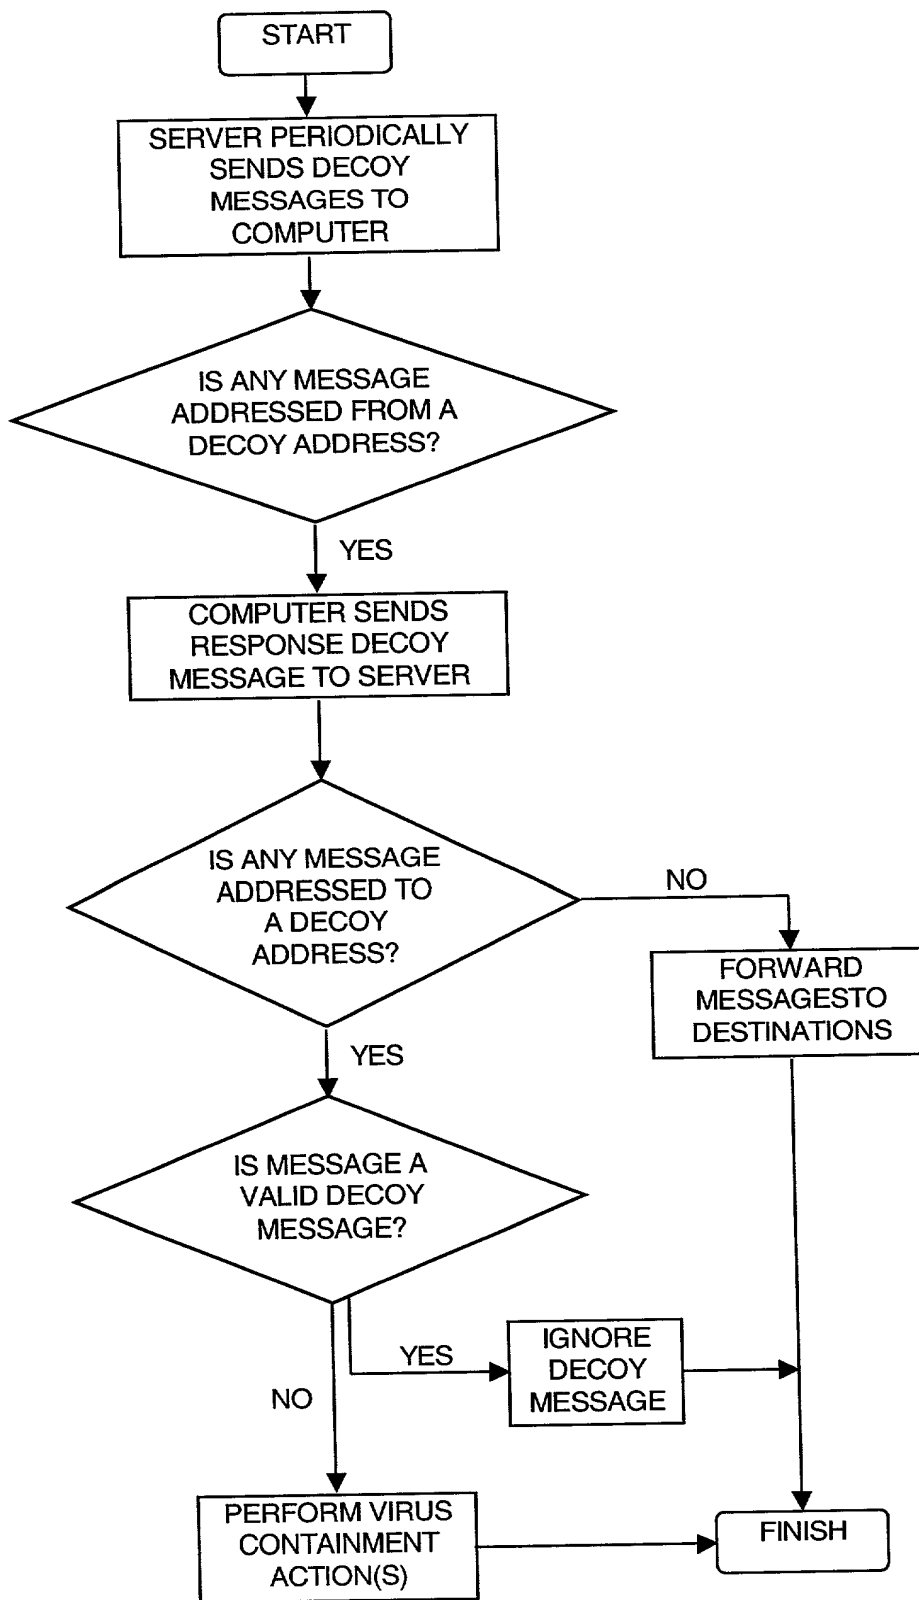 START
SERVER PERIODICALLY
SENDS DECOY
MESSAGES TO
COMPUTER
IS ANY MESSAGE
ADDRESSED FROM A
DECOY ADDRESS?
YES
COMPUTER SENDS
RESPONSE DECOY
MESSAGE TO SERVER
IS ANY MESSAGE
ADDRESSED TO
A DECOY
ADDRESS?
NO
FORWARD
MESSAGESTO
DESTINATIONS
YES
IS MESSAGE A
VALID DECOY
MESSAGE?
YES
IGNORE
DECOY
MESSAGE
NO
PERFORM VIRUS
CONTAINMENT
ACTION(S)
FINISH